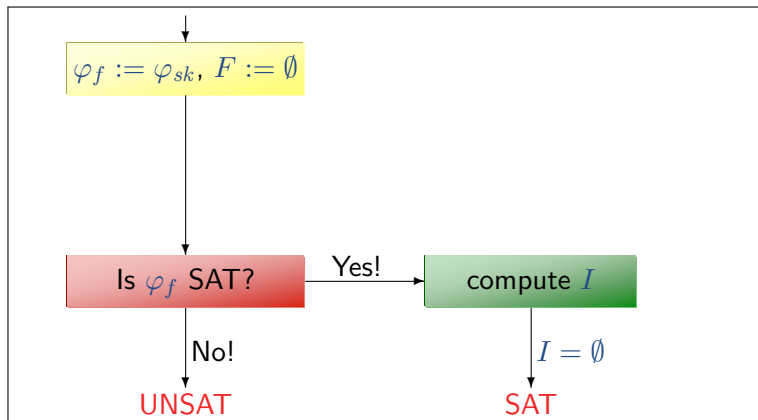 φ_f := φ_sk, F := ∅
Is φ_f SAT?
Yes!
compute I
No!
I = ∅
UNSAT
SAT